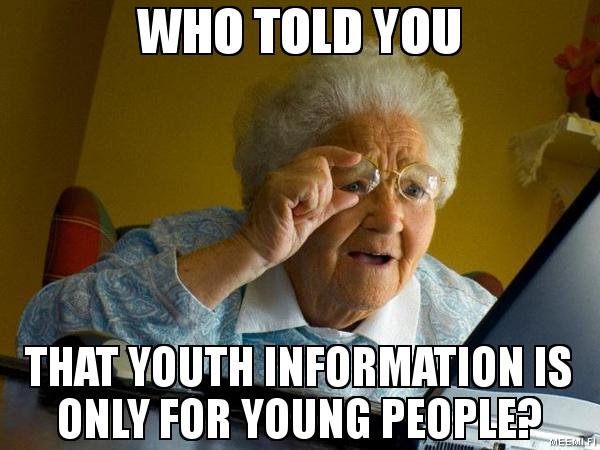 WHO TOLD YOU
THAT YOUTH INFORMATION IS
ONLY FOR YOUNG PEOPLE?
MEEMI.FI